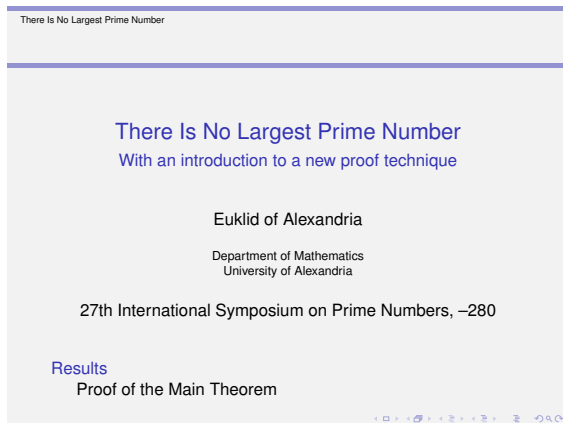 There Is No Largest Prime Number
There Is No Largest Prime Number
With an introduction to a new proof technique
Euklid of Alexandria
Department of Mathematics
University of Alexandria
27th International Symposium on Prime Numbers, –280
Results
Proof of the Main Theorem